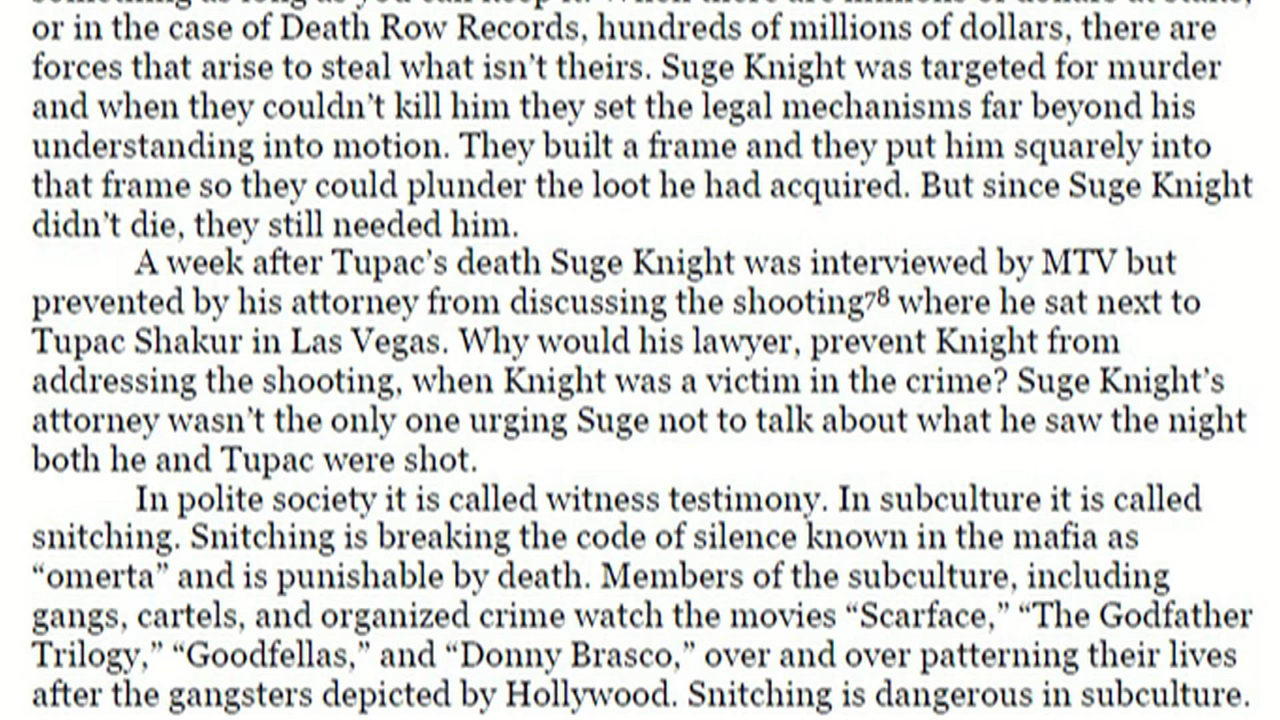 or in the case of Death Row Records, hundreds of millions of dollars, there are
forces that arise to steal what isn’t theirs. Suge Knight was targeted for murder
and when they couldn’t kill him they set the legal mechanisms far beyond his
understanding into motion. They built a frame and they put him squarely into
that frame so they could plunder the loot he had acquired. But since Suge Knight
didn’t die, they still needed him.
A week after Tupac’s death Suge Knight was interviewed by MTV but
prevented by his attorney from discussing the shooting78 where he sat next to
Tupac Shakur in Las Vegas. Why would his lawyer, prevent Knight from
addressing the shooting, when Knight was a victim in the crime? Suge Knight’s
attorney wasn’t the only one urging Suge not to talk about what he saw the night
both he and Tupac were shot.
In polite society it is called witness testimony. In subculture it is called
snitching. Snitching is breaking the code of silence known in the mafia as
“omerta” and is punishable by death. Members of the subculture, including
gangs, cartels, and organized crime watch the movies “Scarface,” “The Godfather
Trilogy,” “Goodfellas,” and “Donny Brasco,” over and over patterning their lives
after the gangsters depicted by Hollywood. Snitching is dangerous in subculture.